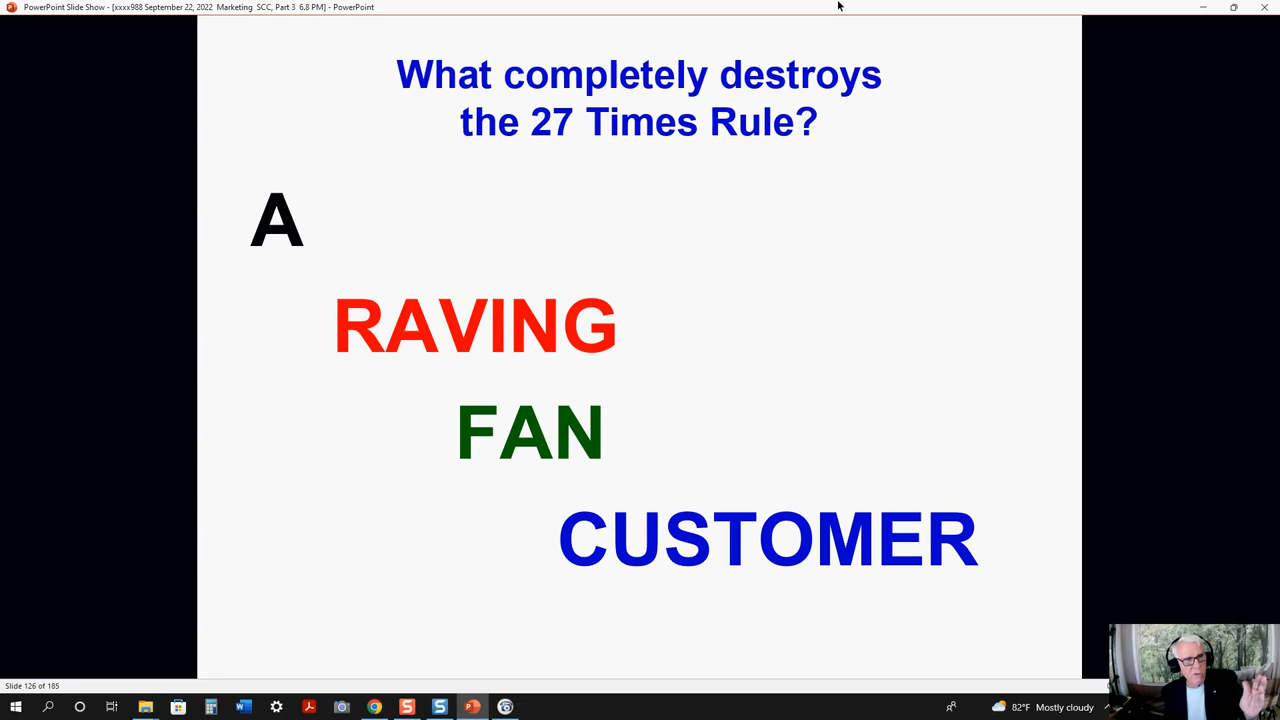 PowerPoint Slide Show - [xxxx988 September 22, 2022  Marketing  SCC, Part 3  6.8 PM] - PowerPoint
What completely destroys
the 27 Times Rule?
A
RAVING
FAN
CUSTOMER
Slide 126 of 185
82°F Mostly cloudy